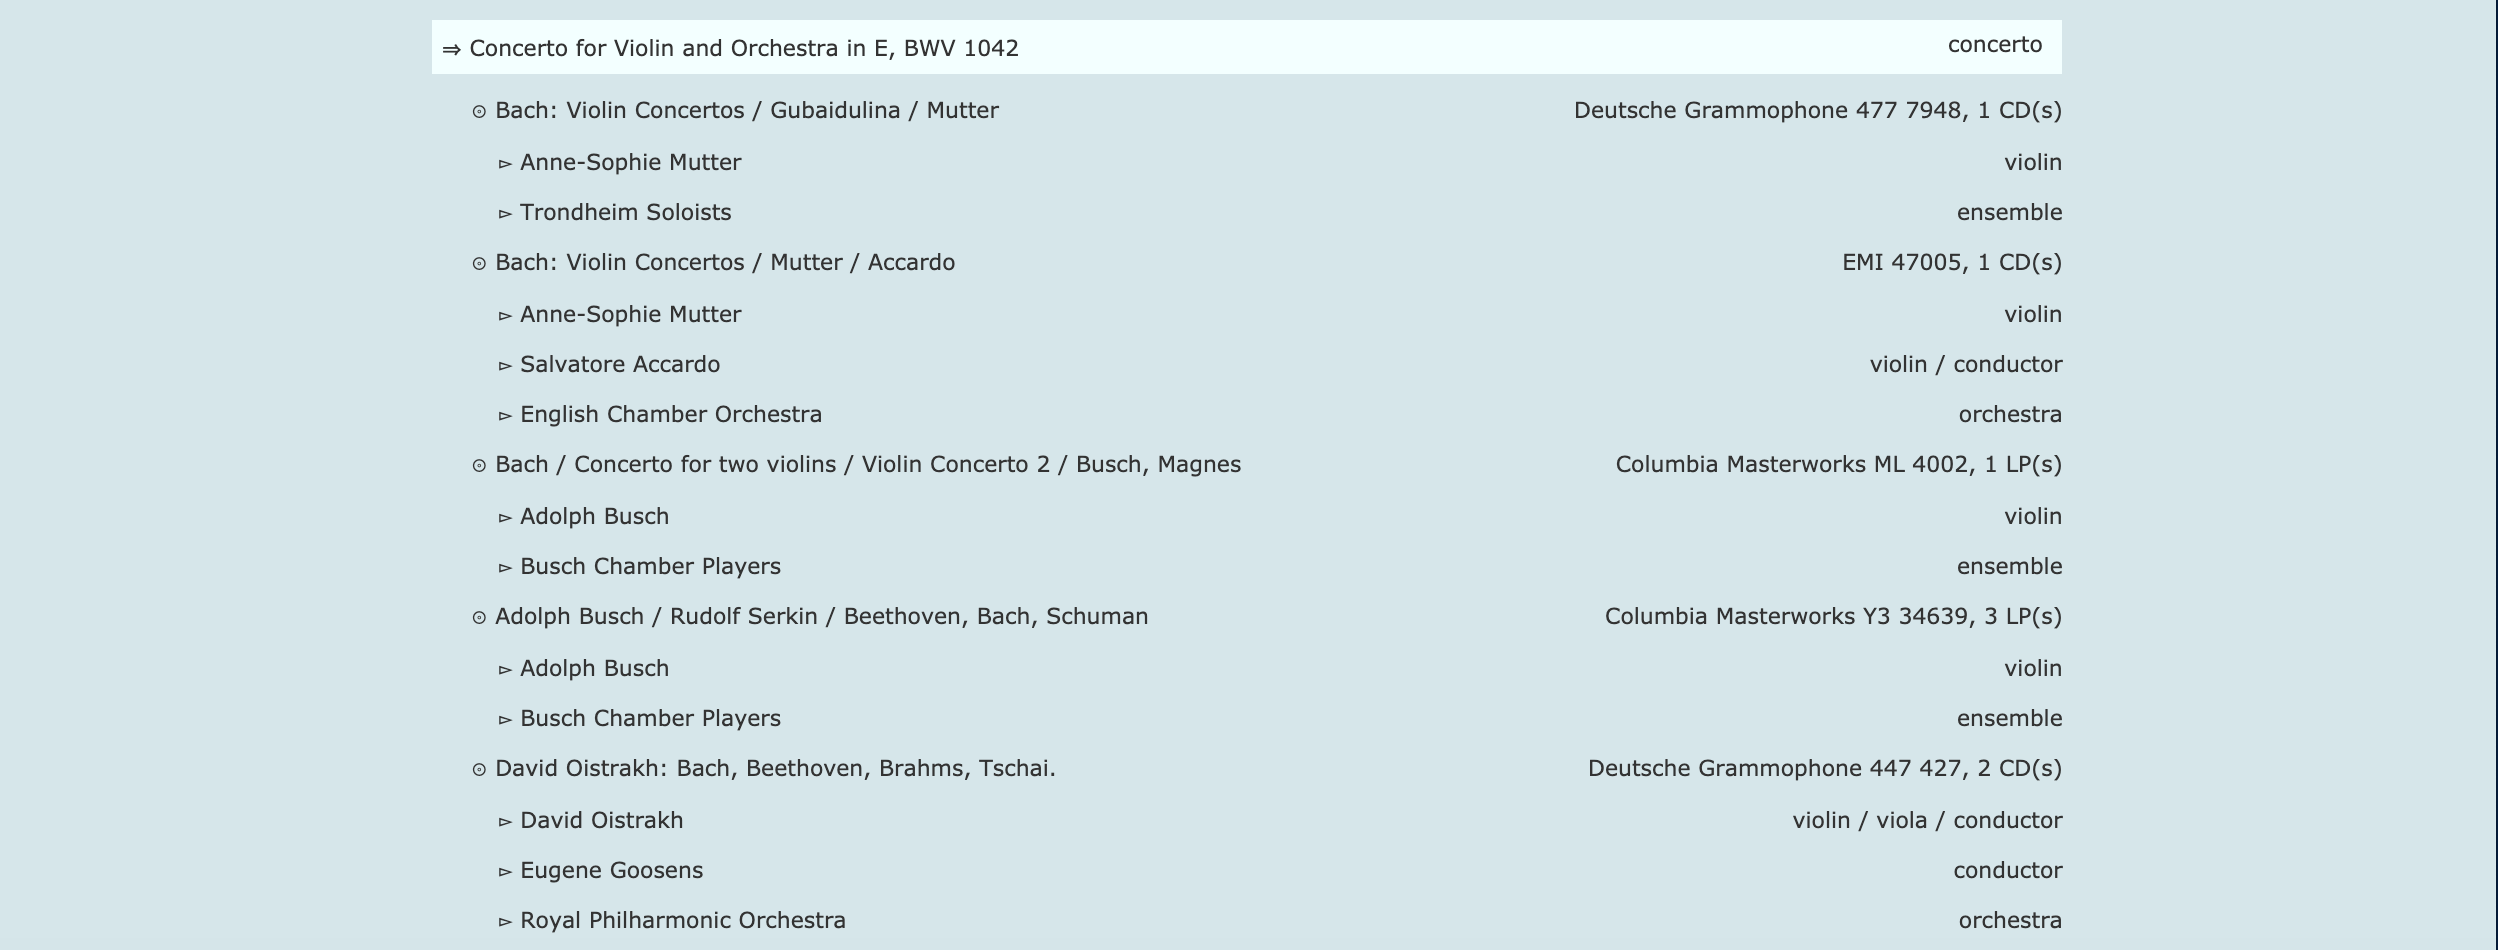 ⇒ Concerto for Violin and Orchestra in E, BWV 1042 concerto
⊙ Bach: Violin Concertos / Gubaidulina / Mutter Deutsche Grammophone 477 7948, 1 CD(s)
▻ Anne-Sophie Mutter violin
▻ Trondheim Soloists ensemble
⊙ Bach: Violin Concertos / Mutter / Accardo EMI 47005, 1 CD(s)
▻ Anne-Sophie Mutter violin
▻ Salvatore Accardo violin / conductor
▻ English Chamber Orchestra orchestra
⊙ Bach / Concerto for two violins / Violin Concerto 2 / Busch, Magnes Columbia Masterworks ML 4002, 1 LP(s)
▻ Adolph Busch violin
▻ Busch Chamber Players ensemble
⊙ Adolph Busch / Rudolf Serkin / Beethoven, Bach, Schuman Columbia Masterworks Y3 34639, 3 LP(s)
▻ Adolph Busch violin
▻ Busch Chamber Players ensemble
⊙ David Oistrakh: Bach, Beethoven, Brahms, Tschai. Deutsche Grammophone 447 427, 2 CD(s)
▻ David Oistrakh violin / viola / conductor
▻ Eugene Goosens conductor
▻ Royal Philharmonic Orchestra orchestra